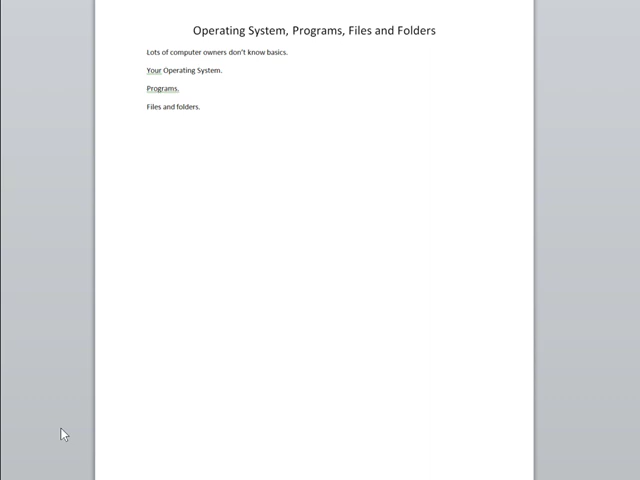 Operating System, Programs, Files and Folders
Lots of computer owners don't know basics.
Your Operating System.
Programs.
Files and folders.